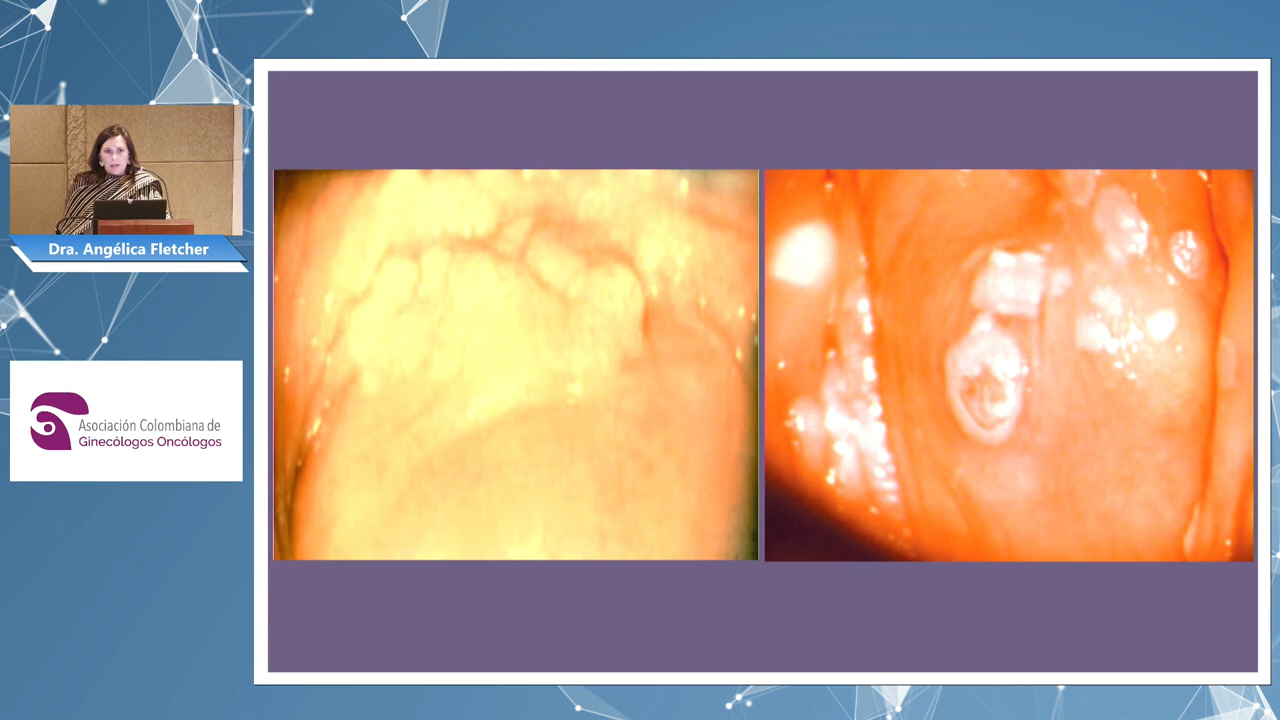 Dra. Angélica Fletcher
Asociación Colombiana de
Ginecólogos Oncólogos